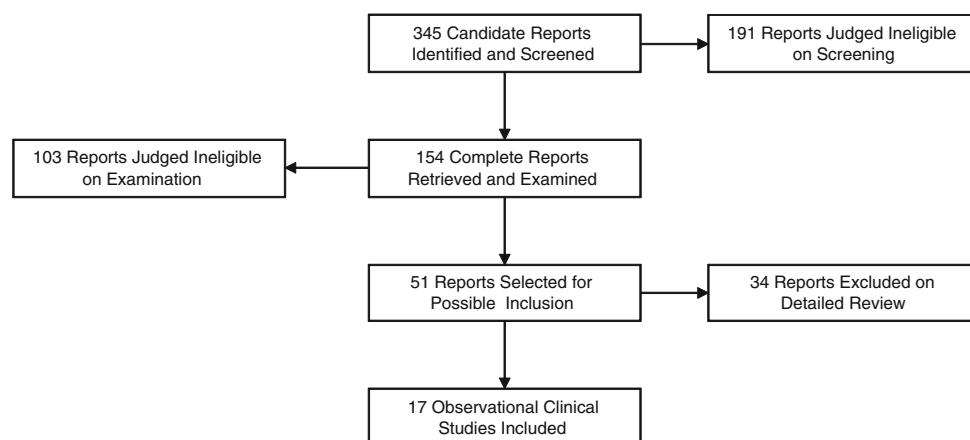 345 Candidate Reports
Identified and Screened
191 Reports Judged Ineligible
on Screening
103 Reports Judged Ineligible
on Examination
154 Complete Reports
Retrieved and Examined
51 Reports Selected for
Possible Inclusion
34 Reports Excluded on
Detailed Review
17 Observational Clinical
Studies Included